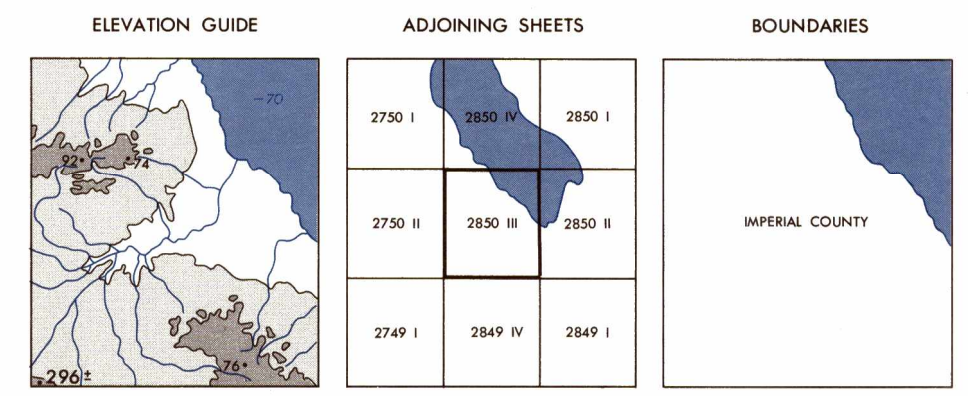 ELEVATION GUIDE
ADJOINING SHEETS
BOUNDARIES
-70
92
-74
76
296±
2750 I
2850 IV
2850 I
2750 II
2850 III
2850 II
2749 I
2849 IV
2849 I
IMPERIAL COUNTY